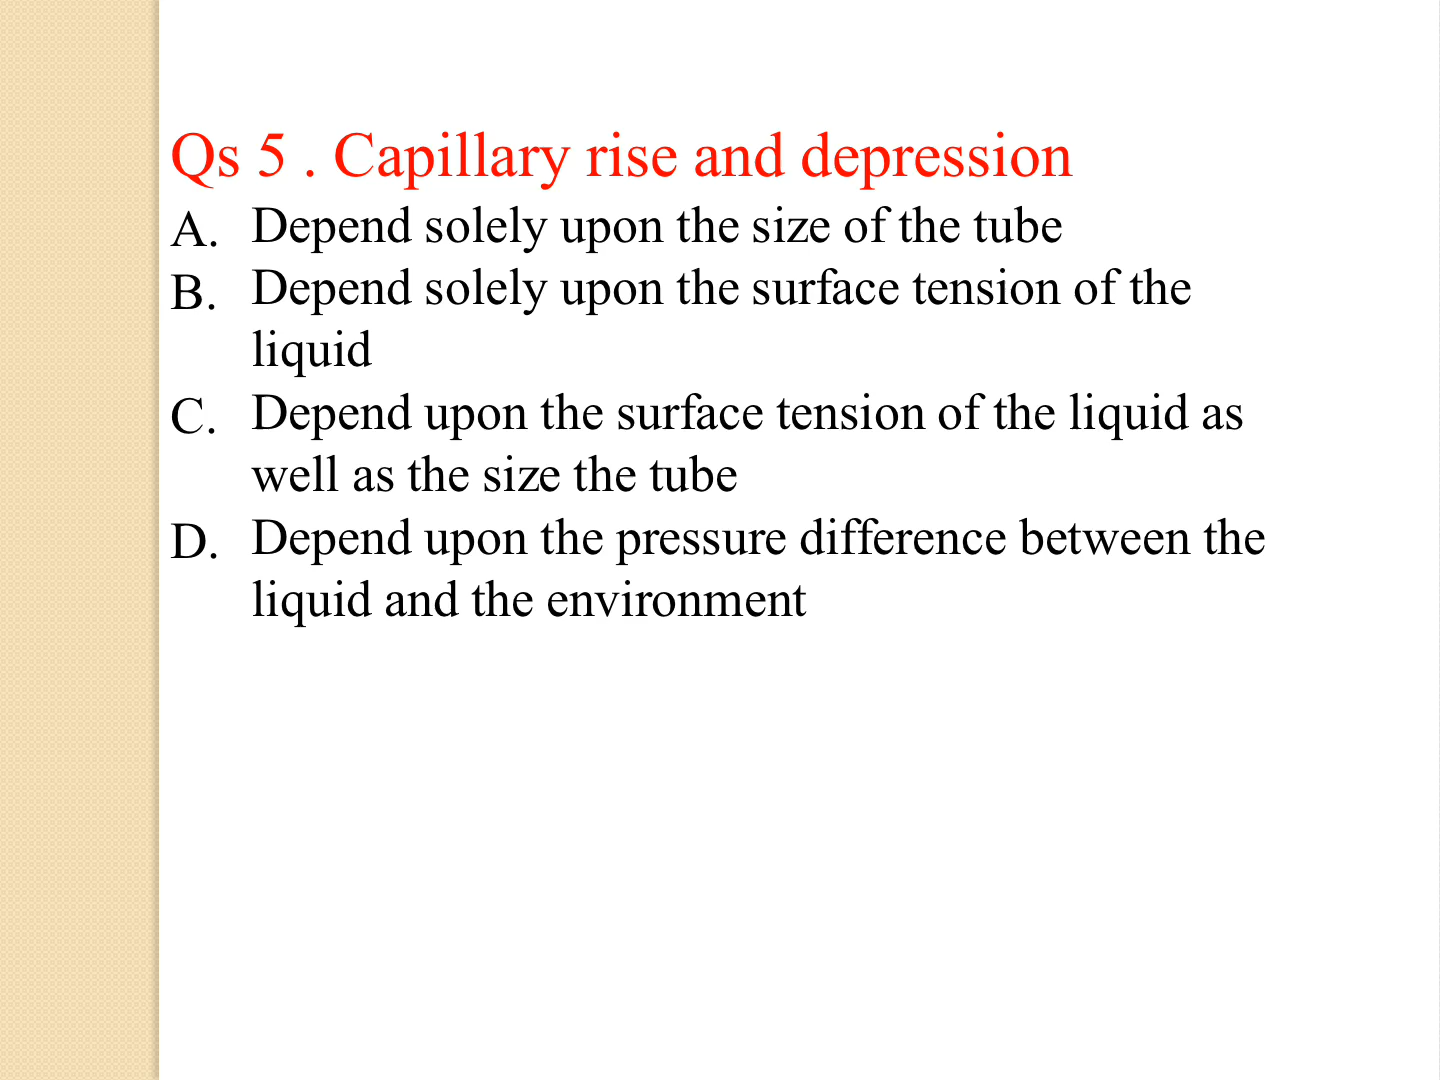 Qs 5 . Capillary rise and depression
A. Depend solely upon the size of the tube
B. Depend solely upon the surface tension of the
liquid
C. Depend upon the surface tension of the liquid as
well as the size the tube
D. Depend upon the pressure difference between the
liquid and the environment